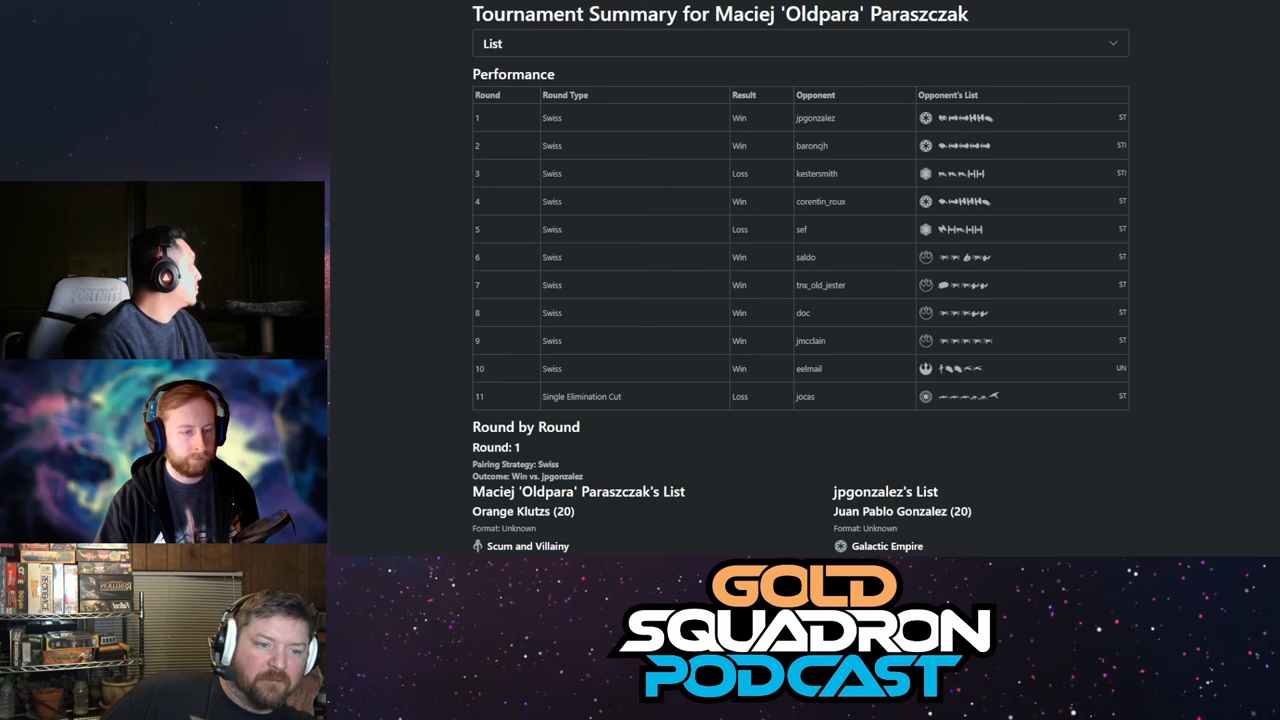 Tournament Summary for Maciej 'Oldpara' Paraszczak
List
Performance
Round Round Type Result Opponent Opponent's List
1 Swiss Win jpgonzalez ST
2 Swiss Win baroncjh STI
3 Swiss Loss kestersmith STI
4 Swiss Win corentin_roux ST
5 Swiss Loss sef ST
6 Swiss Win saldo ST
7 Swiss Win tnx_old_jester ST
8 Swiss Win doc ST
9 Swiss Win jmcclain ST
10 Swiss Win eelmail UN
11 Single Elimination Cut Loss jocas ST
Round by Round
Round: 1
Pairing Strategy: Swiss
Outcome: Win vs. jpgonzalez
Maciej 'Oldpara' Paraszczak's List jpgonzalez's List
Orange Klutzs (20) Juan Pablo Gonzalez (20)
Format: Unknown Format: Unknown
Scum and Villainy Galactic Empire
GOLD
SQUADRON
PODCAST